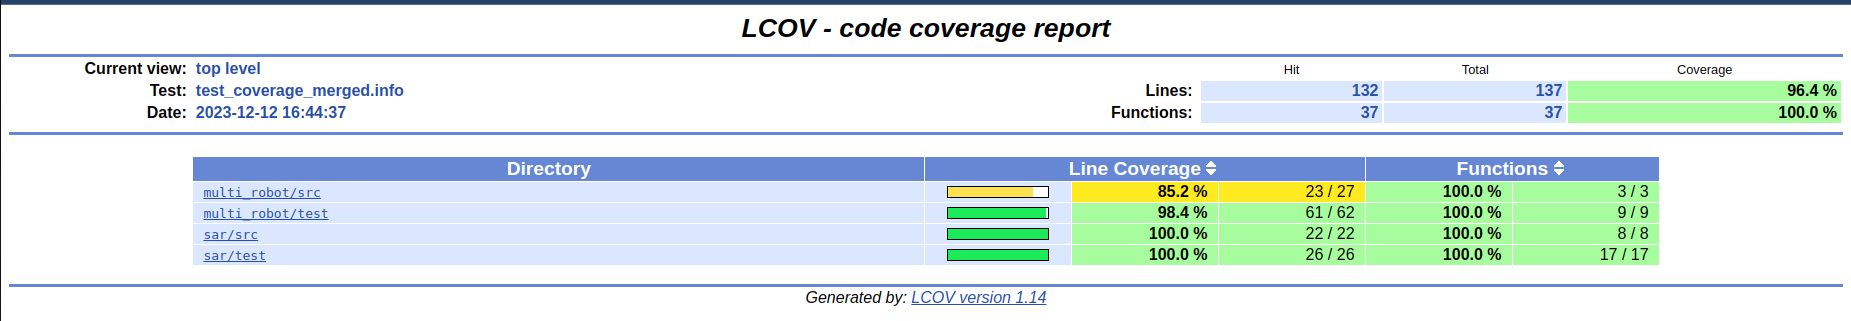 LCOV - code coverage report
Current view: top level
Hit Total Coverage
Test: test_coverage_merged.info
Lines: 132 137 96.4 %
Date: 2023-12-12 16:44:37
Functions: 37 37 100.0 %
Directory Line Coverage Functions
multi_robot/src 85.2 % 23 / 27 100.0 % 3 / 3
multi_robot/test 98.4 % 61 / 62 100.0 % 9 / 9
sar/src 100.0 % 22 / 22 100.0 % 8 / 8
sar/test 100.0 % 26 / 26 100.0 % 17 / 17
Generated by: LCOV version 1.14